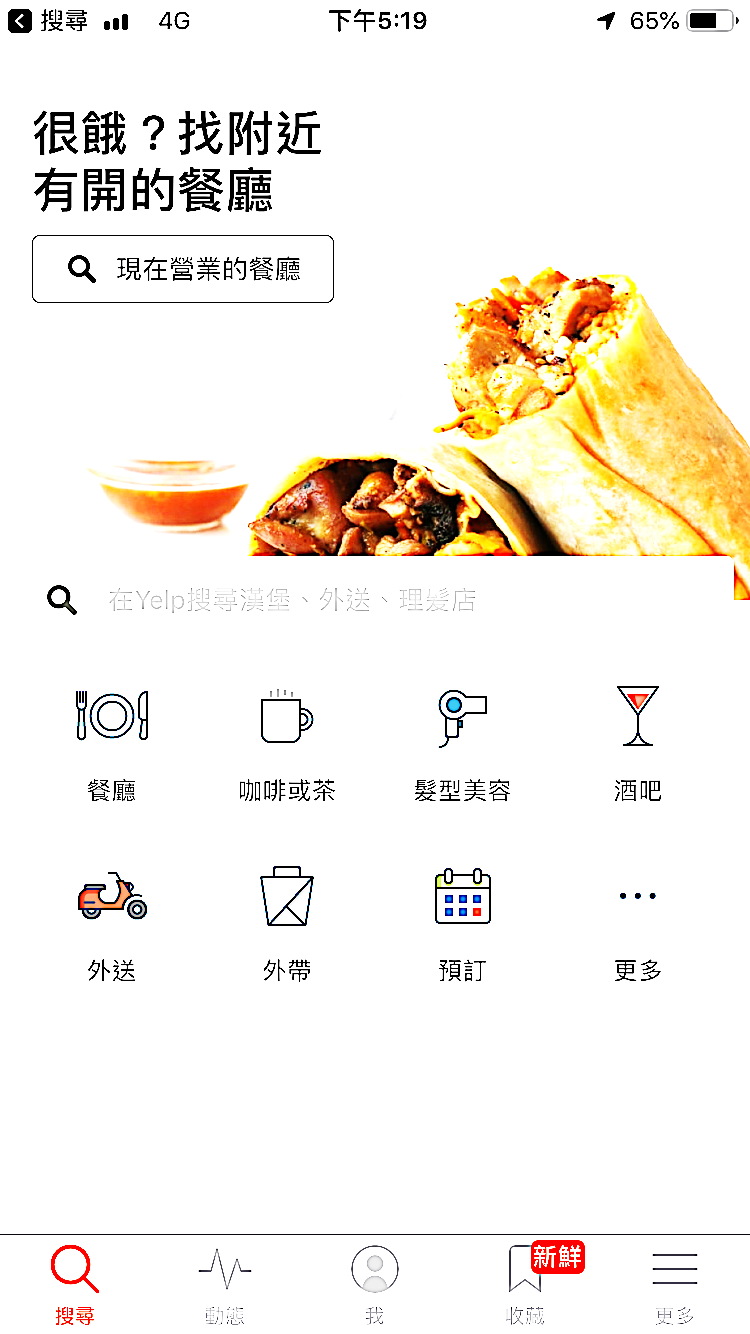 搜尋 4G 下午5:19 65%
很餓？找附近
有開的餐廳
現在營業的餐廳
在Yelp搜尋漢堡、外送、理髮店
餐廳 咖啡或茶 髮型美容 酒吧
外送 外帶 預訂 更多
新鮮
搜尋 動態 我 收藏 更多